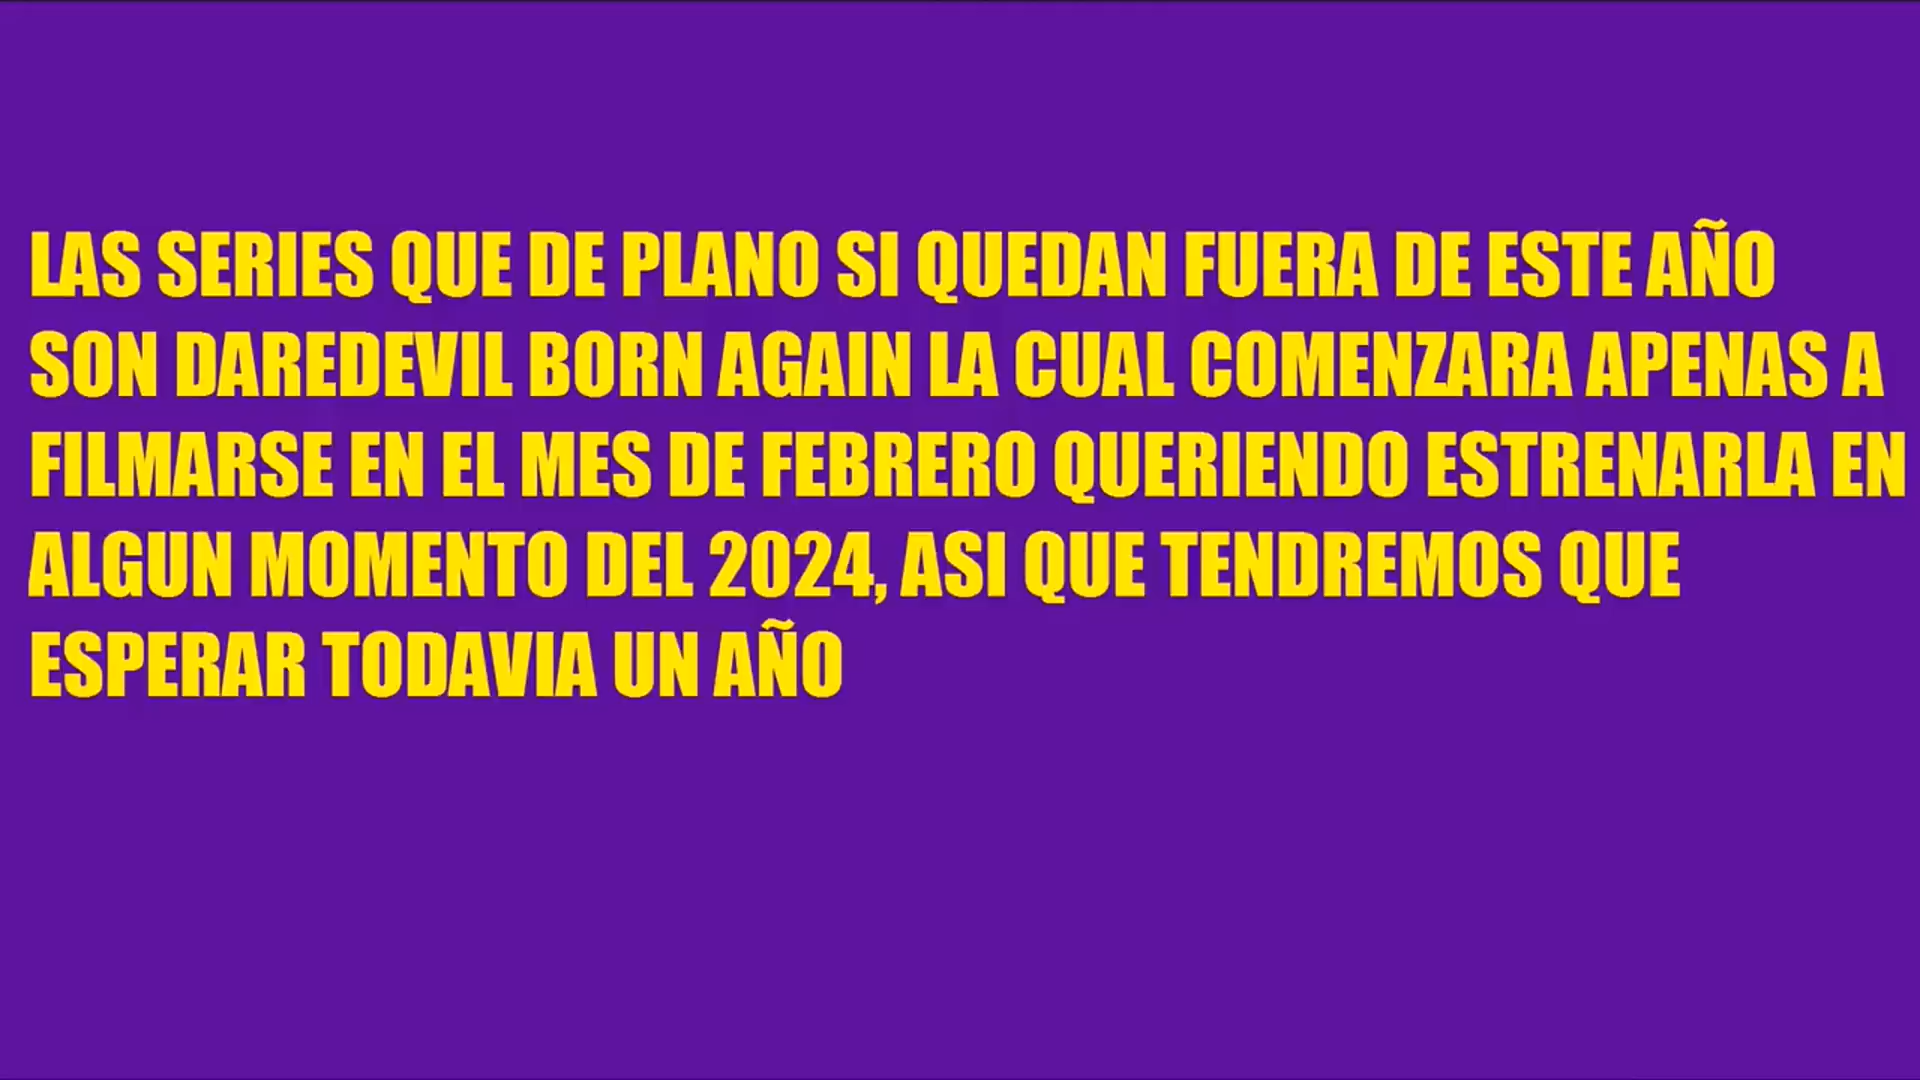 LAS SERIES QUE DE PLANO SI QUEDAN FUERA DE ESTE AÑO
SON DAREDEVIL BORN AGAIN LA CUAL COMENZARA APENAS A
FILMARSE EN EL MES DE FEBRERO QUERIENDO ESTRENARLA EN
ALGUN MOMENTO DEL 2024, ASI QUE TENDREMOS QUE
ESPERAR TODAVIA UN AÑO